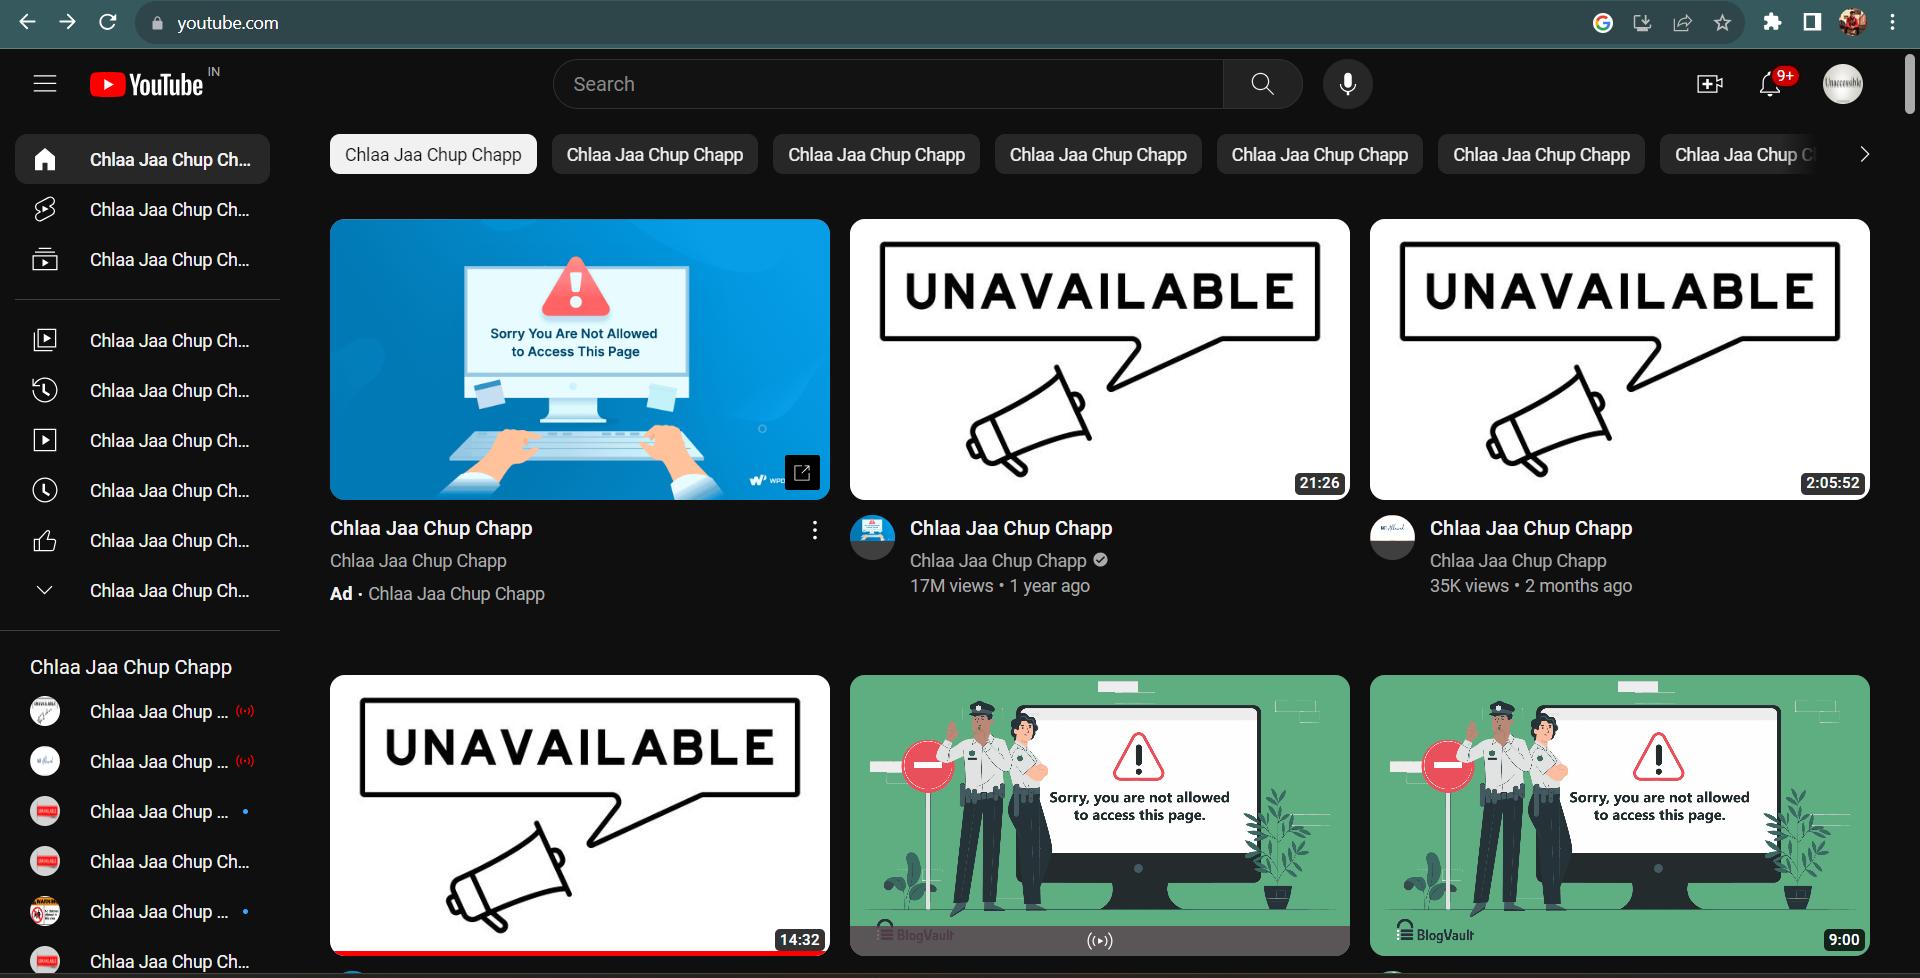 youtube.com
YouTube IN
Search
9+
Unaccessible
Chlaa Jaa Chup Ch...
Chlaa Jaa Chup Ch...
Chlaa Jaa Chup Ch...
Chlaa Jaa Chup Ch...
Chlaa Jaa Chup Ch...
Chlaa Jaa Chup Ch...
Chlaa Jaa Chup Ch...
Chlaa Jaa Chup Ch...
Chlaa Jaa Chup Ch...
Chlaa Jaa Chup Chapp
Chlaa Jaa Chup ...
Chlaa Jaa Chup ...
Chlaa Jaa Chup ...
Chlaa Jaa Chup Ch...
Chlaa Jaa Chup ...
Chlaa Jaa Chup Ch...
Chlaa Jaa Chup Chapp
Chlaa Jaa Chup Chapp
Chlaa Jaa Chup Chapp
Chlaa Jaa Chup Chapp
Chlaa Jaa Chup Chapp
Chlaa Jaa Chup Chapp
Chlaa Jaa Chup C
Sorry You Are Not Allowed
to Access This Page
Chlaa Jaa Chup Chapp
Chlaa Jaa Chup Chapp
Ad · Chlaa Jaa Chup Chapp
UNAVAILABLE
21:26
Chlaa Jaa Chup Chapp
Chlaa Jaa Chup Chapp
17M views • 1 year ago
UNAVAILABLE
2:05:52
Chlaa Jaa Chup Chapp
Chlaa Jaa Chup Chapp
35K views • 2 months ago
UNAVAILABLE
14:32
Sorry, you are not allowed
to access this page.
BlogVault
Sorry, you are not allowed
to access this page.
BlogVault
9:00